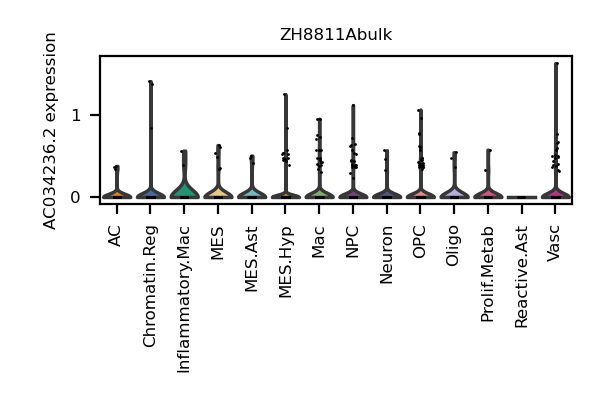 ZH8811Abulk
AC034236.2 expression
1
0
AC
Chromatin.Reg
Inflammatory.Mac
MES
MES.Ast
MES.Hyp
Mac
NPC
Neuron
OPC
Oligo
Prolif.Metab
Reactive.Ast
Vasc